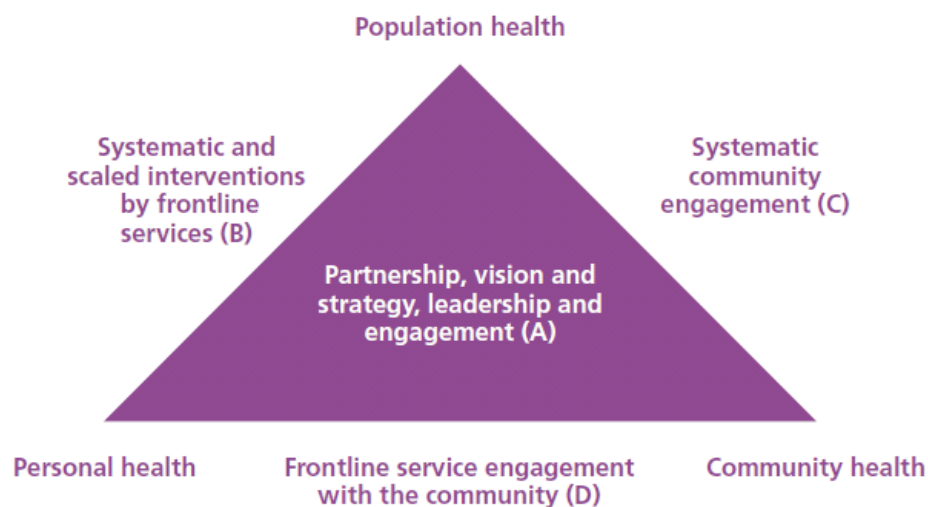 Population health
Systematic and
scaled interventions
by frontline
services (B)
Systematic
community
engagement (C)
Partnership, vision and
strategy, leadership and
engagement (A)
Personal health
Frontline service engagement
with the community (D)
Community health